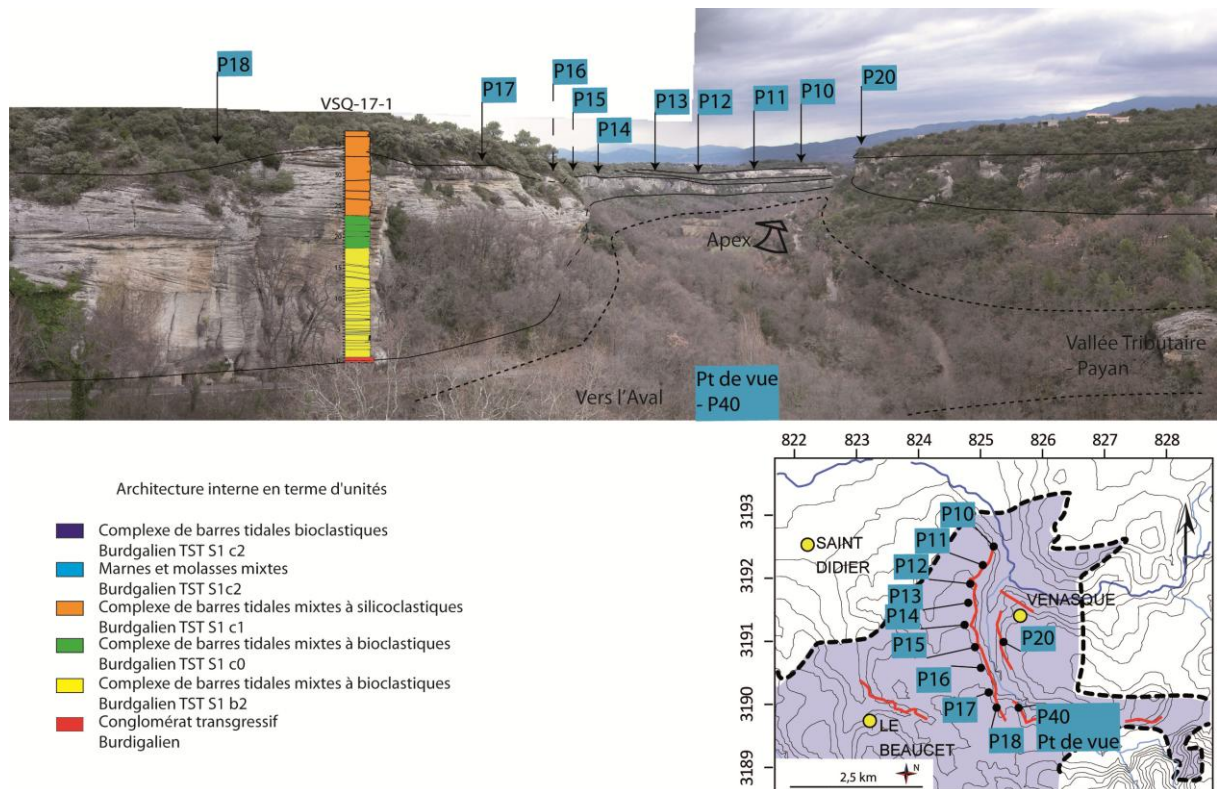 P18
VSQ-17-1
P17
P16
P15
P14
P13
P12
P11
P10
P20
Apex
Vers l'Aval
Pt de vue
- P40
Vallée Tributaire
- Payan
15
10
Architecture interne en terme d'unités
Complexe de barres tidales bioclastiques
Burdgalien TST S1 c2
Marnes et molasses mixtes
Burdgalien TST S1c2
Complexe de barres tidales mixtes à silicoclastiques
Burdgalien TST S1 c1
Complexe de barres tidales mixtes à bioclastiques
Burdgalien TST S1 c0
Complexe de barres tidales mixtes à bioclastiques
Burdgalien TST S1 b2
Conglomérat transgressif
Burdigalien
822 823 824 825 826 827 828
3193
3192
3191
3190
3189
P10
P11
P12
P13
P14
P15
P16
P17
P18
P20
P40
Pt de vue
SAINT
DIDIER
VENASQUE
LE
BEAUCET
2,5 km
N